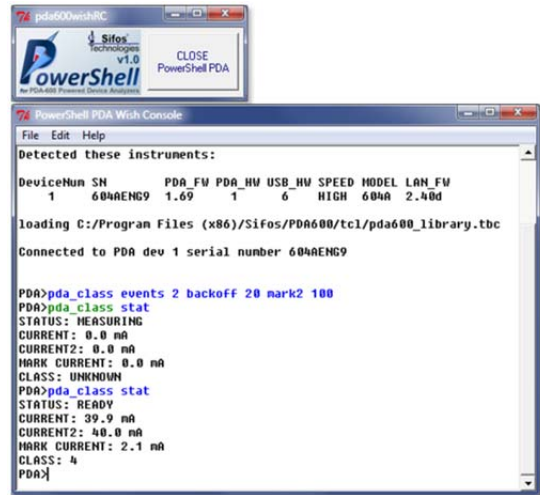 pda600wishRC
Sifos
Technologies
v1.0
PowerShell
for PDA-600 Powered Device Analyzers
CLOSE
PowerShell PDA
PowerShell PDA Wish Console
File Edit Help
Detected these instruments:
DeviceNum SN PDA_FW PDA_HW USB_HW SPEED MODEL LAN_FW
1 604AENG9 1.69 1 6 HIGH 604A 2.40d
loading C:/Program Files (x86)/Sifos/PDA600/tcl/pda600_library.tbc
Connected to PDA dev 1 serial number 604AENG9
PDA>pda_class events 2 backoff 20 mark2 100
PDA>pda_class stat
STATUS: MEASURING
CURRENT: 0.0 mA
CURRENT2: 0.0 mA
MARK CURRENT: 0.0 mA
CLASS: UNKNOWN
PDA>pda_class stat
STATUS: READY
CURRENT: 39.9 mA
CURRENT2: 40.0 mA
MARK CURRENT: 2.1 mA
CLASS: 4
PDA>